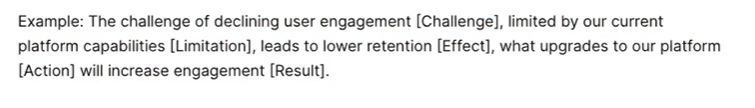 Example: The challenge of declining user engagement [Challenge], limited by our current
platform capabilities [Limitation], leads to lower retention [Effect], what upgrades to our platform
[Action] will increase engagement [Result].